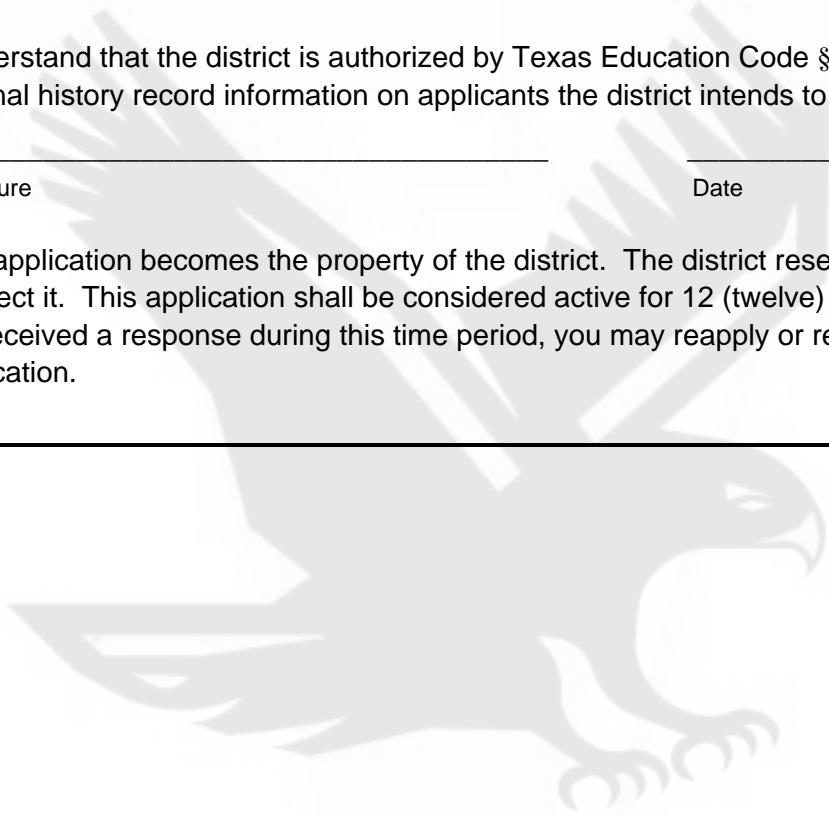 erstand that the district is authorized by Texas Education Code §
nal history record information on applicants the district intends to
ure Date
application becomes the property of the district. The district rese
ect it. This application shall be considered active for 12 (twelve)
eceived a response during this time period, you may reapply or re
cation.